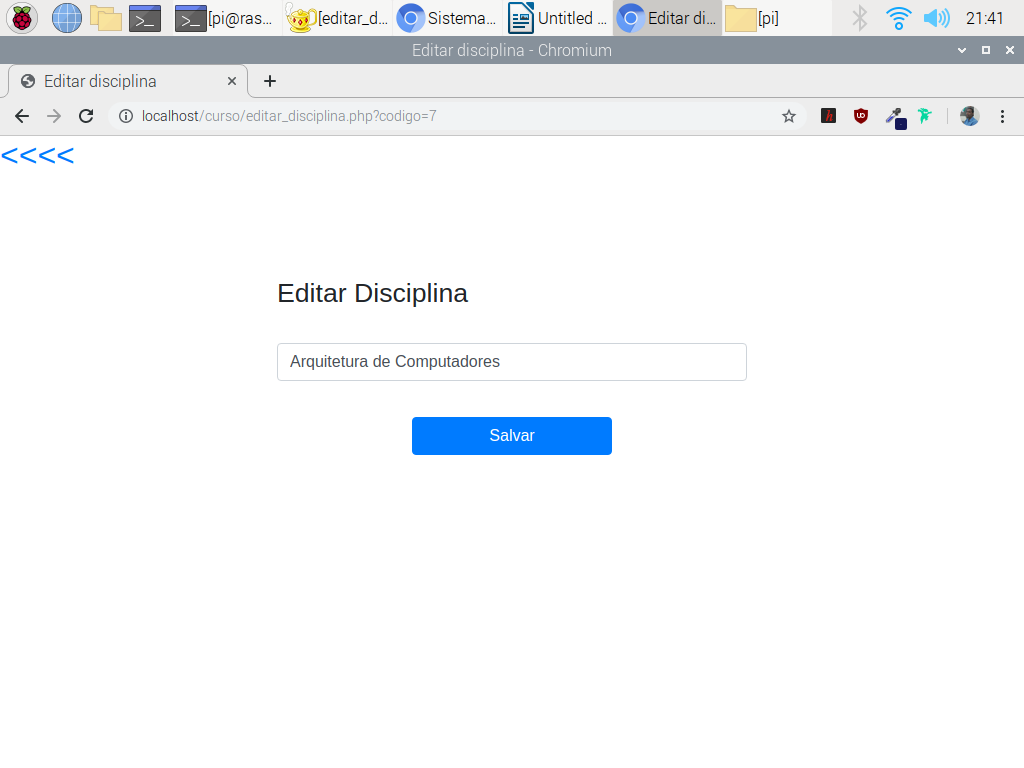 [pi@ras... [editar_d... Sistema... Untitled ... Editar di... [pi] 21:41
Editar disciplina - Chromium
Editar disciplina
localhost/curso/editar_disciplina.php?codigo=7
<<<<
Editar Disciplina
Arquitetura de Computadores
Salvar